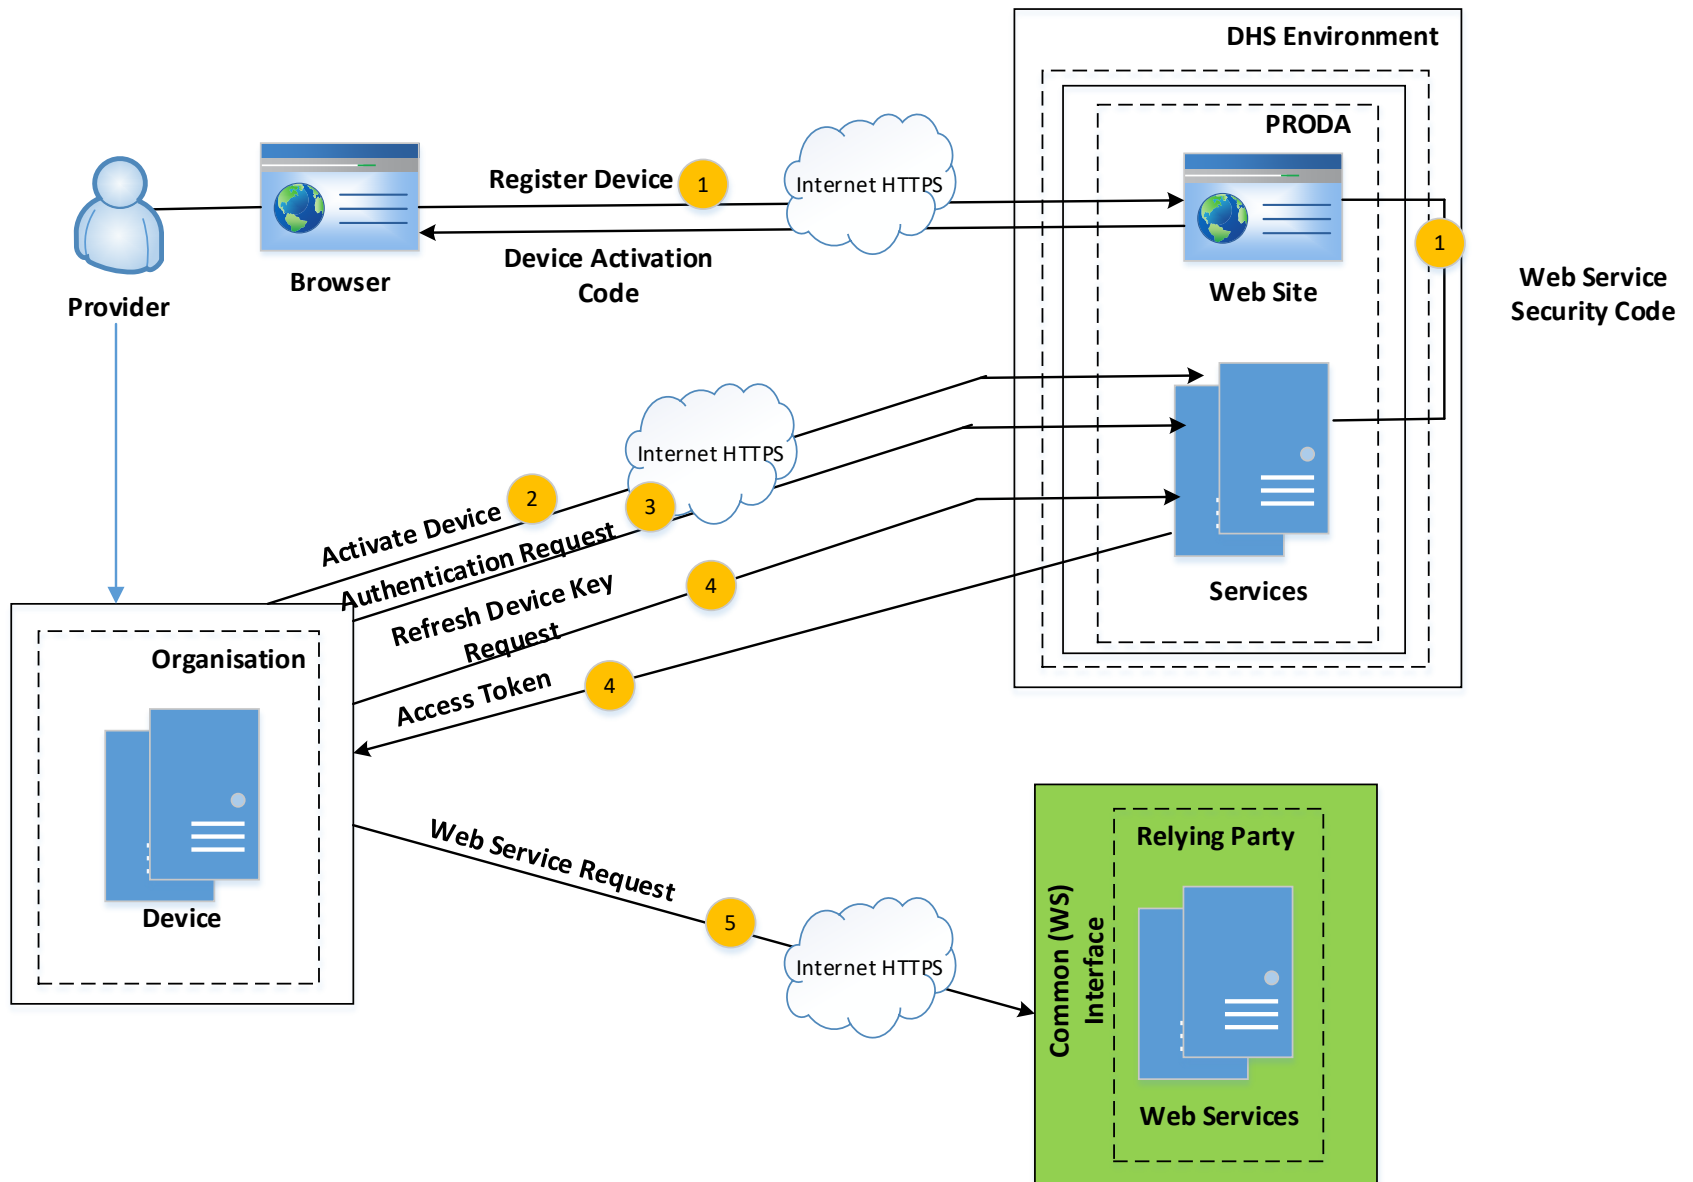 DHS Environment
PRODA
Register Device
1
Internet HTTPS
1
Device Activation
Code
Browser
Web Site
Provider
Web Service
Security Code
Internet HTTPS
Activate Device
2
Authentication Request
3
Refresh Device Key
Request
4
Services
Access Token
4
Organisation
Device
Web Service Request
5
Internet HTTPS
Relying Party
Common (WS)
Interface
Web Services